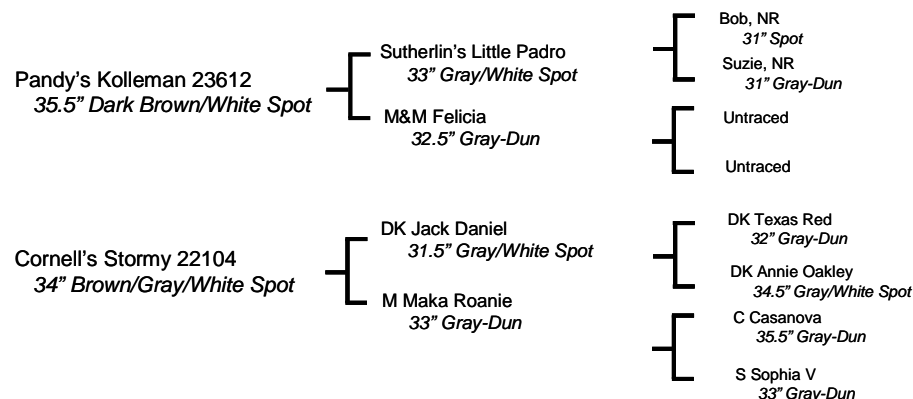 Pandy’s Kolleman 23612
35.5” Dark Brown/White Spot
Sutherlin’s Little Padro
33” Gray/White Spot
M&M Felicia
32.5” Gray-Dun
Bob, NR
31” Spot
Suzie, NR
31” Gray-Dun
Untraced
Untraced
Cornell’s Stormy 22104
34” Brown/Gray/White Spot
DK Jack Daniel
31.5” Gray/White Spot
M Maka Roanie
33” Gray-Dun
DK Texas Red
32” Gray-Dun
DK Annie Oakley
34.5” Gray/White Spot
C Casanova
35.5” Gray-Dun
S Sophia V
33” Gray-Dun